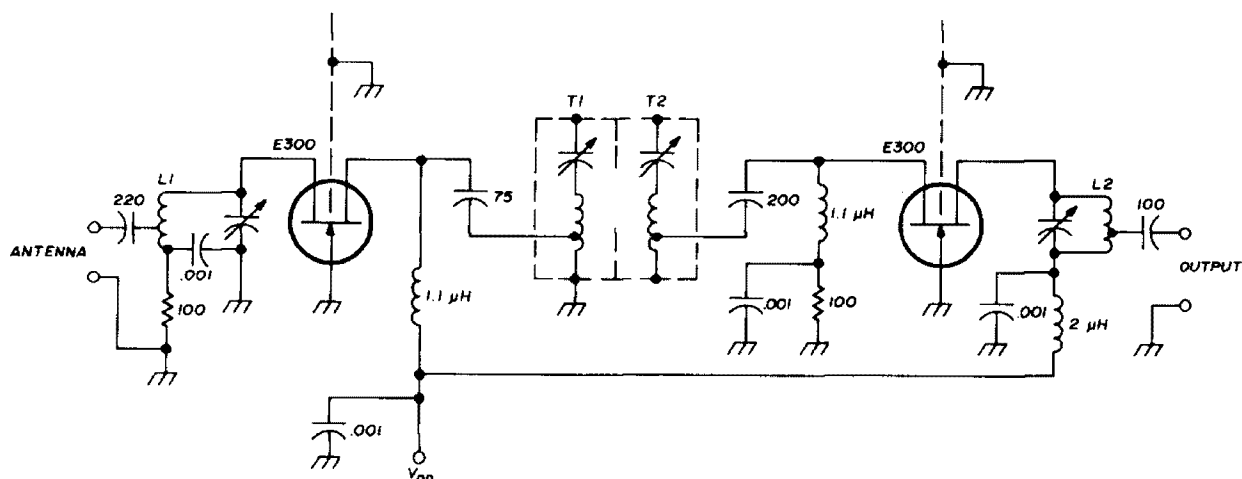 T1
T2
E300
E300
L1
L2
220
75
200
1.1 μH
100
ANTENNA
.001
OUTPUT
100
1.1 μH
.001
100
.001
2 μH
.001
VDD